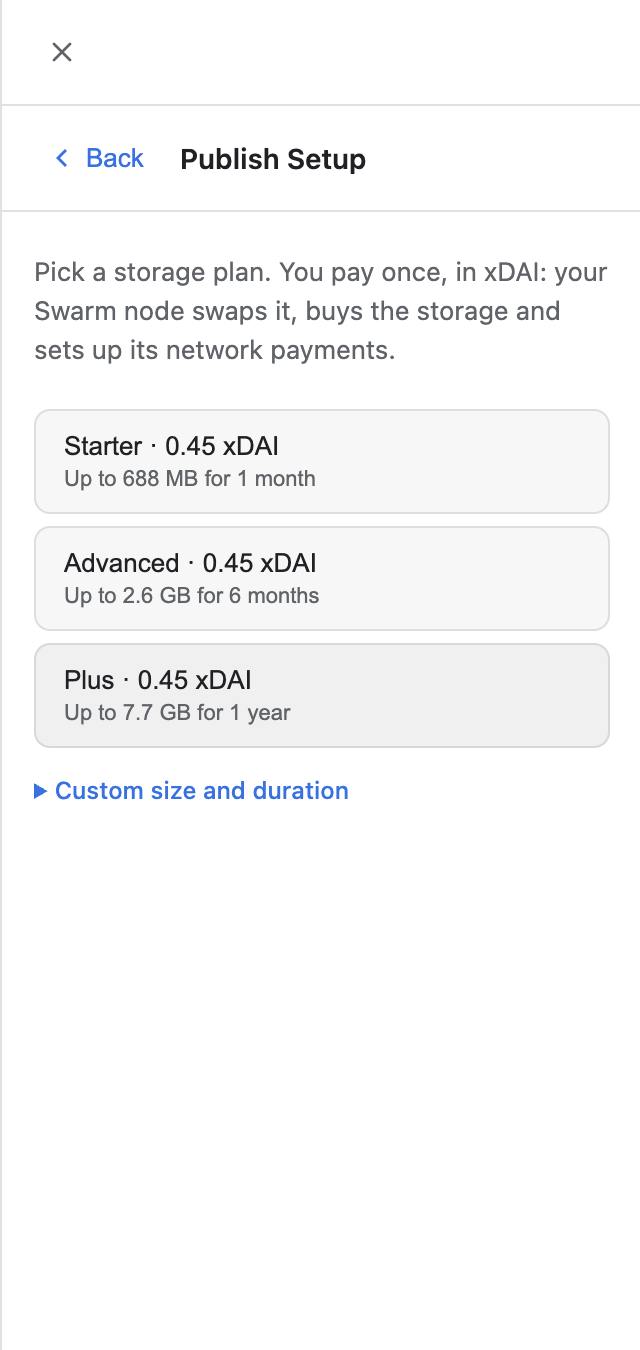 Back
Publish Setup
Pick a storage plan. You pay once, in xDAI: your
Swarm node swaps it, buys the storage and
sets up its network payments.
Starter · 0.45 xDAI
Up to 688 MB for 1 month
Advanced · 0.45 xDAI
Up to 2.6 GB for 6 months
Plus · 0.45 xDAI
Up to 7.7 GB for 1 year
Custom size and duration